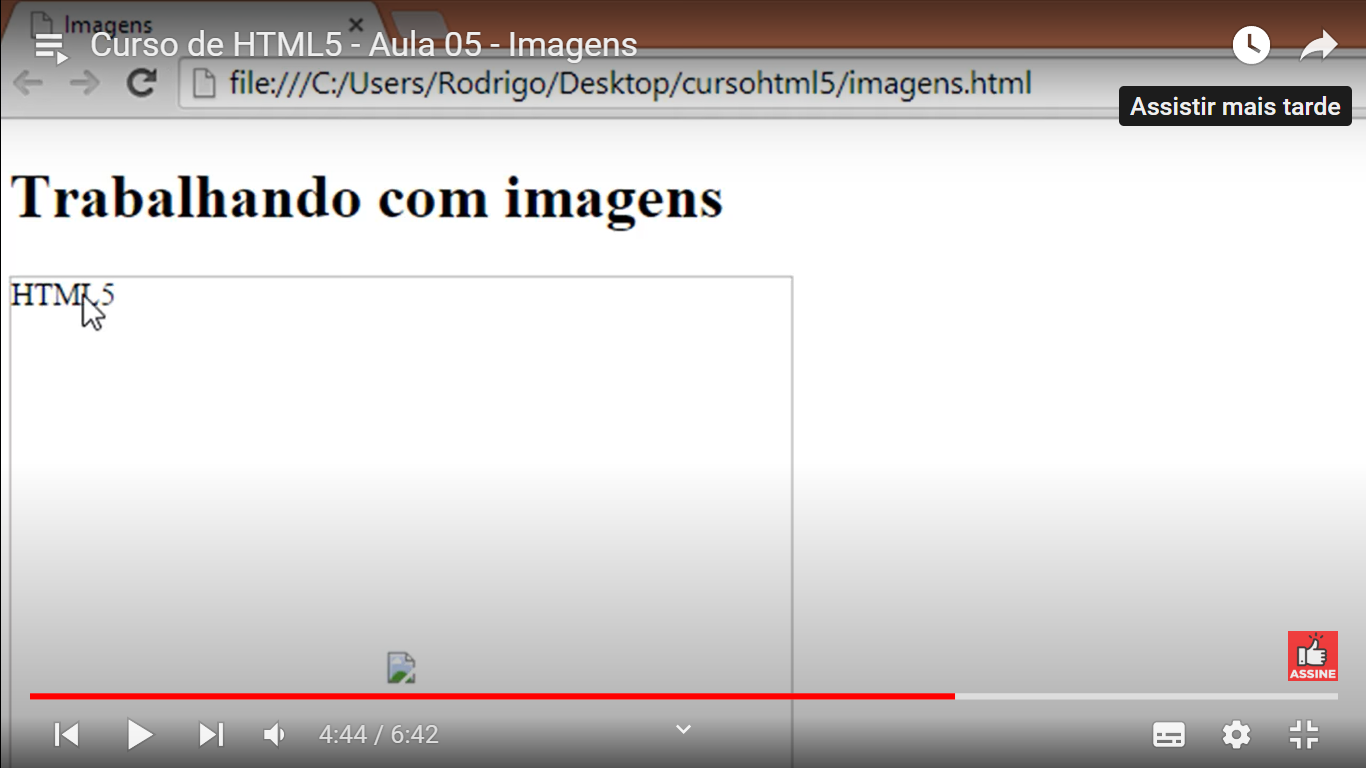 Imagens
Curso de HTML5 - Aula 05 - Imagens
file:///C:/Users/Rodrigo/Desktop/cursohtml5/imagens.html
Assistir mais tarde
Trabalhando com imagens
HTML5
ASSINE
4:44 / 6:42